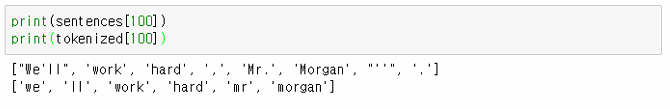 print(sentences[100])
print(tokenized[100])
["We'll", 'work', 'hard', ',', 'Mr.', 'Morgan', "''", '.']
['we', 'll', 'work', 'hard', 'mr', 'morgan']